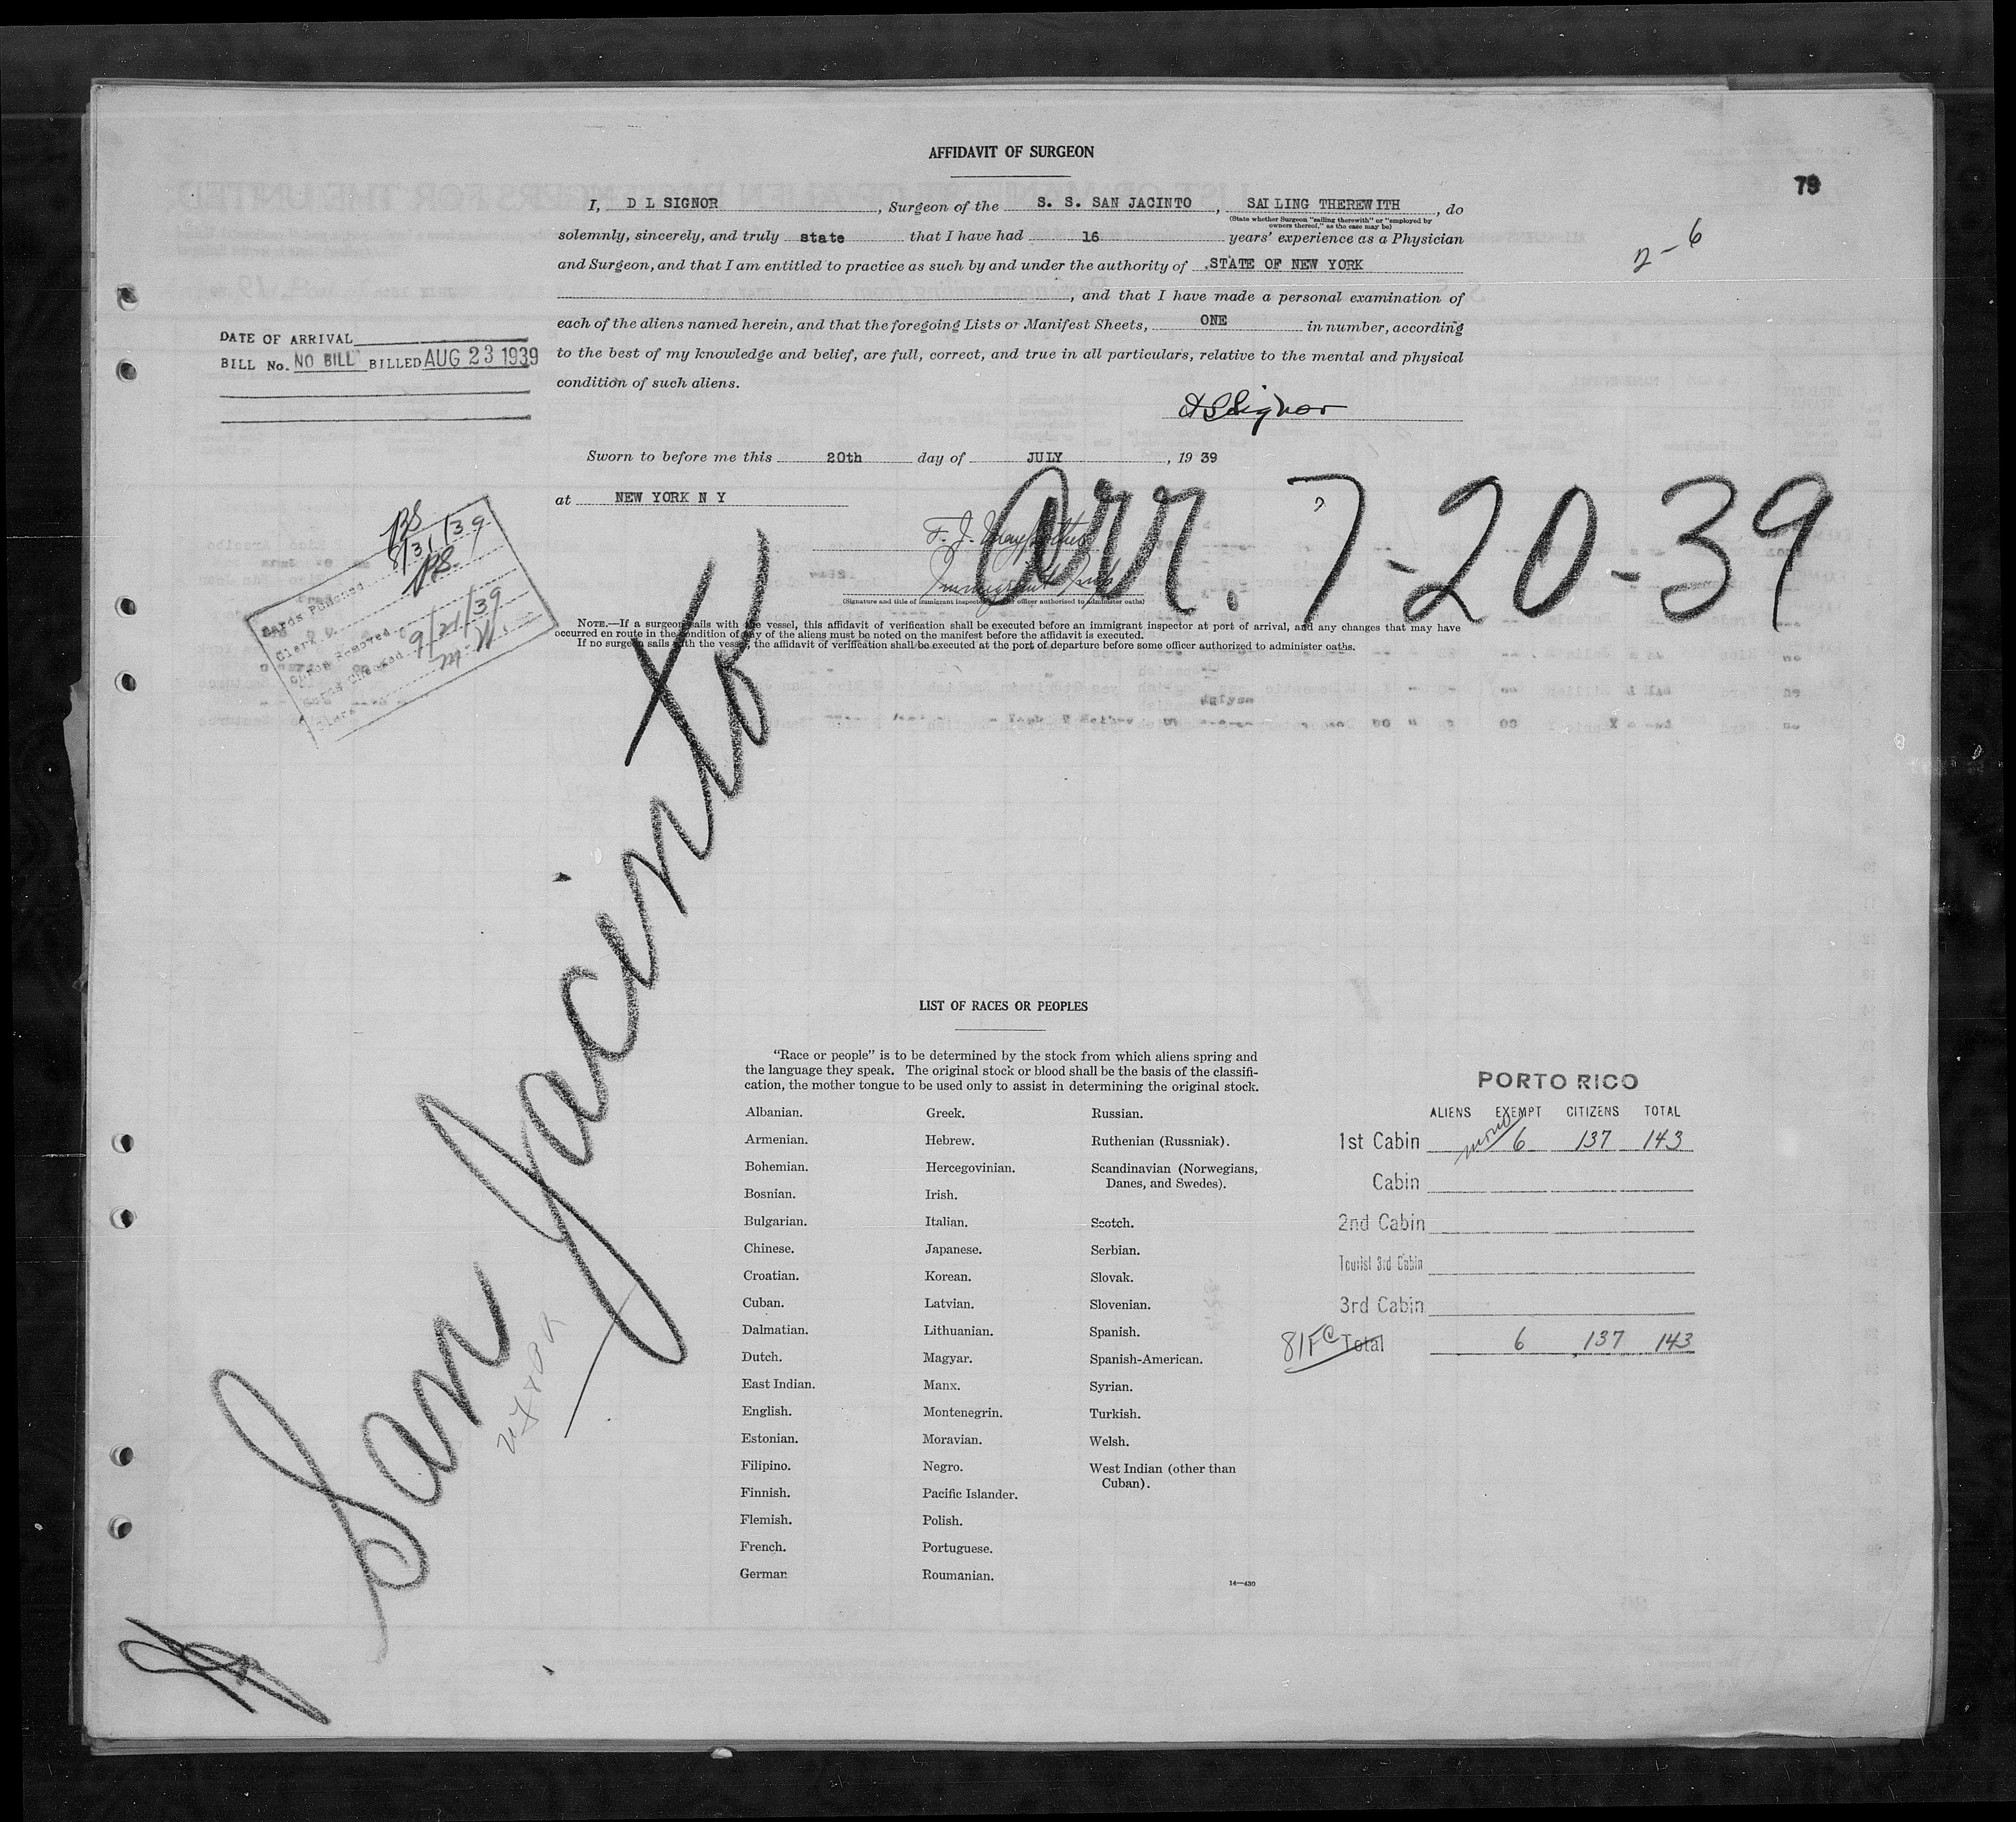 AFFIDAVIT OF SURGEON
79
2-6
I, D L SIGNOR, Surgeon of the S. S. SAN JACINTO, SAILING THEREWITH, do
(State whether Surgeon "sailing therewith" or "employed by
owners thereof," as the case may be)
solemnly, sincerely, and truly state that I have had 16 years' experience as a Physician
and Surgeon, and that I am entitled to practice as such by and under the authority of STATE OF NEW YORK
, and that I have made a personal examination of
each of the aliens named herein, and that the foregoing Lists or Manifest Sheets, ONE in number, according
to the best of my knowledge and belief, are full, correct, and true in all particulars, relative to the mental and physical
condition of such aliens.
DATE OF ARRIVAL
BILL No. NO BILL BILLED AUG 23 1939
D L Signor
Sworn to before me this 20th day of JULY, 19 39
at NEW YORK N Y
arr. 7-20-39
F. J.
Immigrant Insp
(Signature and title of immigrant inspector or officer authorized to administer oaths)
Cards Punched 8/31/39
Clerk
Removed
9/21/39
Clerk
NOTE.—If a surgeon sails with the vessel, this affidavit of verification shall be executed before an immigrant inspector at port of arrival, and any changes that may have
occurred en route in the condition of any of the aliens must be noted on the manifest before the affidavit is executed.
If no surgeon sails with the vessel, the affidavit of verification shall be executed at the port of departure before some officer authorized to administer oaths.
San Jacinto
LIST OF RACES OR PEOPLES
"Race or people" is to be determined by the stock from which aliens spring and
the language they speak. The original stock or blood shall be the basis of the classifi-
cation, the mother tongue to be used only to assist in determining the original stock.
Albanian.
Armenian.
Bohemian.
Bosnian.
Bulgarian.
Chinese.
Croatian.
Cuban.
Dalmatian.
Dutch.
East Indian.
English.
Estonian.
Filipino.
Finnish.
Flemish.
French.
German
Greek.
Hebrew.
Hercegovinian.
Irish.
Italian.
Japanese.
Korean.
Latvian.
Lithuanian.
Magyar.
Manx.
Montenegrin.
Moravian.
Negro.
Pacific Islander.
Polish.
Portuguese.
Roumanian.
Russian.
Ruthenian (Russniak).
Scandinavian (Norwegians,
Danes, and Swedes).
Scotch.
Serbian.
Slovak.
Slovenian.
Spanish.
Spanish-American.
Syrian.
Turkish.
Welsh.
West Indian (other than
Cuban).
14—430
PORTO RICO
ALIENS EXEMPT CITIZENS TOTAL
1st Cabin 6 137 143
Cabin
2nd Cabin
Tourist 3rd Cabin
3rd Cabin
81FC Total 6 137 143